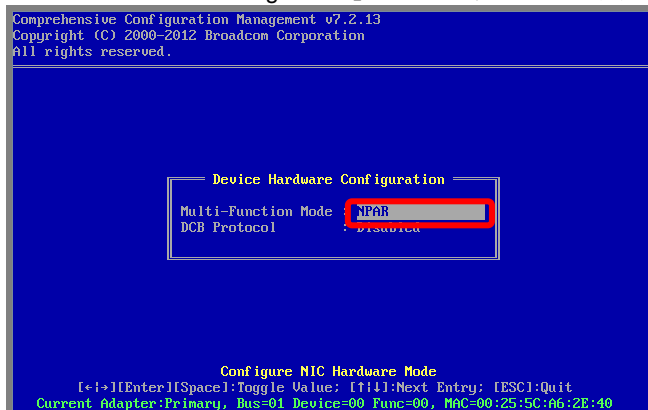 Comprehensive Configuration Management v7.2.13
Copyright (C) 2000-2012 Broadcom Corporation
All rights reserved.
Device Hardware Configuration
Multi-Function Mode : NPAR
DCB Protocol : Disabled
Configure NIC Hardware Mode
[←|→][Enter][Space]:Toggle Value; [↑|↓]:Next Entry; [ESC]:Quit
Current Adapter:Primary, Bus=01 Device=00 Func=00, MAC=00:25:5C:A6:2E:40